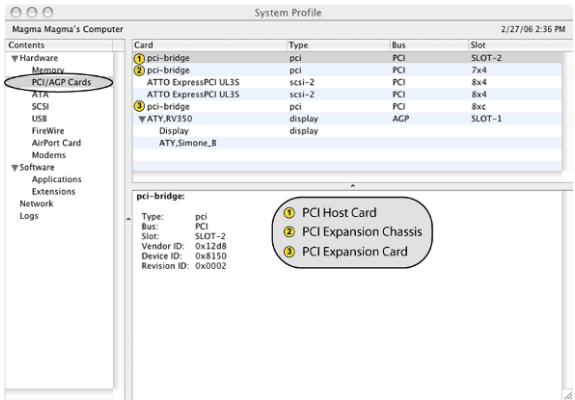 System Profile
Magma Magma's Computer 2/27/06 2:36 PM
Contents
Hardware
Memory
PCI/AGP Cards
ATA
SCSI
USB
FireWire
AirPort Card
Modems
Software
Applications
Extensions
Network
Logs
Card Type Bus Slot
1 pci-bridge pci PCI SLOT-2
2 pci-bridge pci PCI 7x4
ATTO ExpressPCI UL3S scsi-2 PCI 8x4
ATTO ExpressPCI UL3S scsi-2 PCI 8x4
3 pci-bridge pci PCI 8xc
ATY,RV350 display AGP SLOT-1
Display display
ATY,Simone_B
pci-bridge:
Type: pci
Bus: PCI
Slot: SLOT-2
Vendor ID: 0x12d8
Device ID: 0x8150
Revision ID: 0x0002
1 PCI Host Card
2 PCI Expansion Chassis
3 PCI Expansion Card